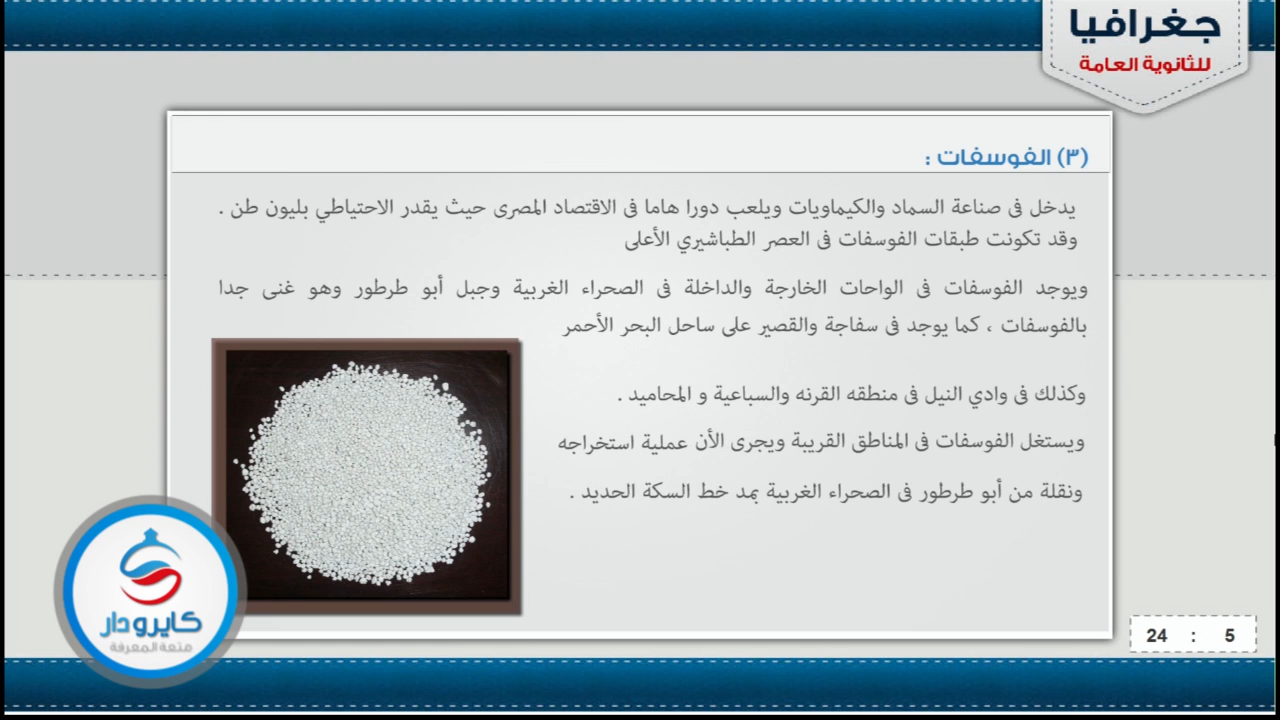 جغرافيا
للثانوية العامة
(٣) الفوسفات :
يدخل فى صناعة السماد والكيماويات ويلعب دورا هاما فى الاقتصاد المصرى حيث يقدر الاحتياطي بليون طن .
وقد تكونت طبقات الفوسفات فى العصر الطباشيري الأعلى
ويوجد الفوسفات فى الواحات الخارجة والداخلة فى الصحراء الغربية وجبل أبو طرطور وهو غنى جدا
بالفوسفات ، كما يوجد فى سفاجة والقصير على ساحل البحر الأحمر
وكذلك فى وادي النيل فى منطقه القرنه والسباعية و المحاميد .
ويستغل الفوسفات فى المناطق القريبة ويجرى الأن عملية استخراجه
ونقلة من أبو طرطور فى الصحراء الغربية بمد خط السكة الحديد .
كايرودار
متعة المعرفة
24 : 5